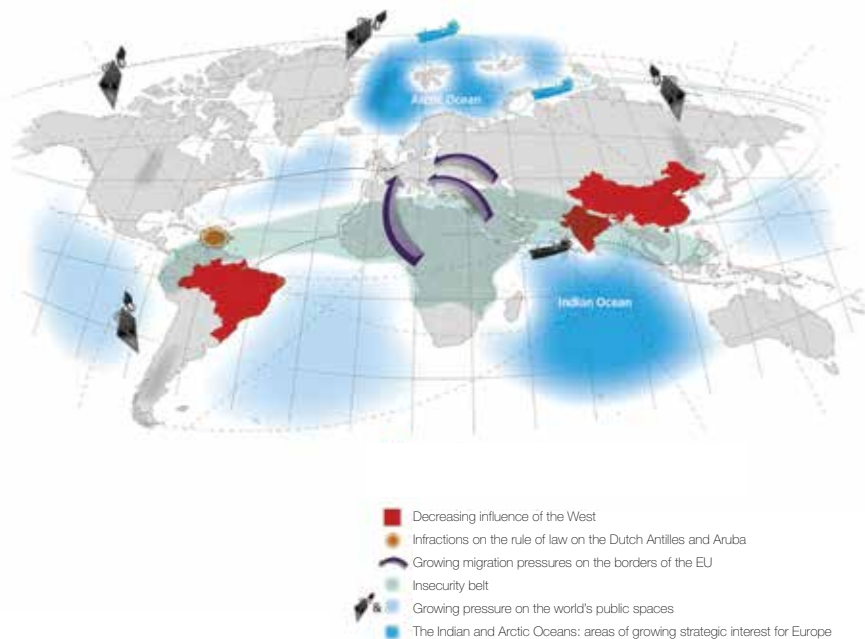 Arctic Ocean
Indian Ocean
Decreasing influence of the West
Infractions on the rule of law on the Dutch Antilles and Aruba
Growing migration pressures on the borders of the EU
Insecurity belt
& Growing pressure on the world's public spaces
The Indian and Arctic Oceans: areas of growing strategic interest for Europe